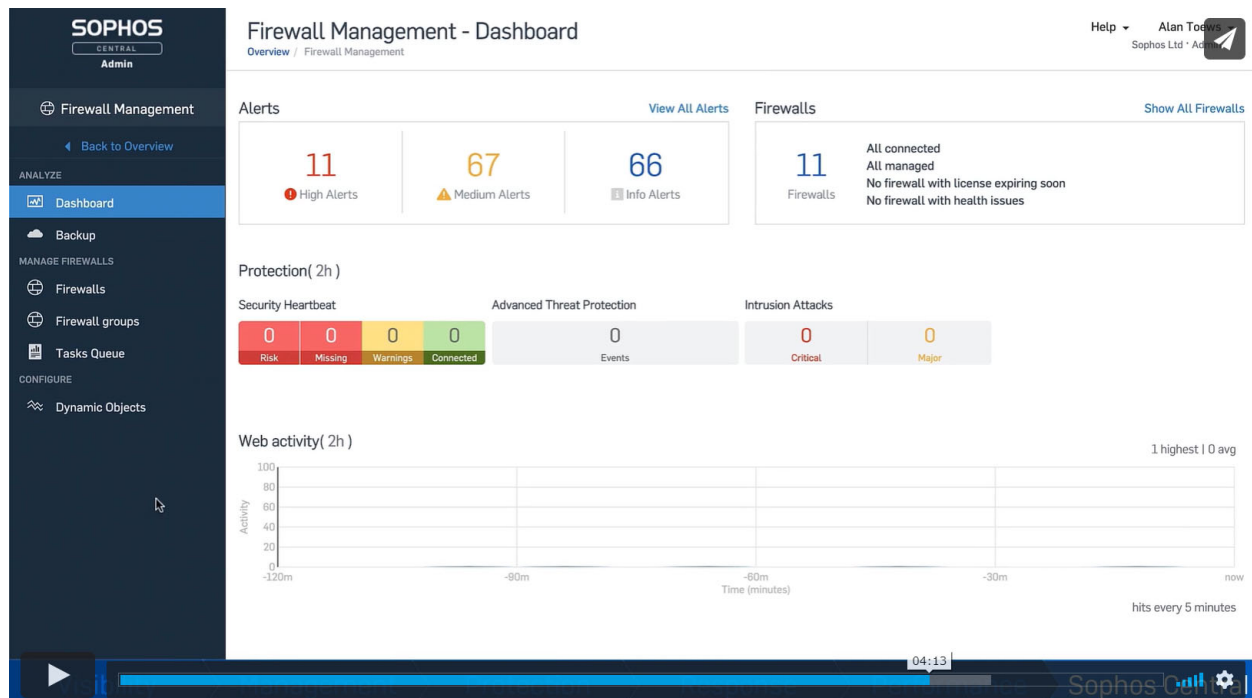 SOPHOS
CENTRAL
Admin
Firewall Management
Back to Overview
ANALYZE
Dashboard
Backup
MANAGE FIREWALLS
Firewalls
Firewall groups
Tasks Queue
CONFIGURE
Dynamic Objects
Firewall Management - Dashboard
Overview / Firewall Management
Help
Alan Toews
Sophos Ltd ·
Alerts
View All Alerts
11
High Alerts
67
Medium Alerts
66
Info Alerts
Firewalls
Show All Firewalls
11
Firewalls
All connected
All managed
No firewall with license expiring soon
No firewall with health issues
Protection( 2h )
Security Heartbeat
0
Risk
0
Missing
0
Warnings
0
Connected
Advanced Threat Protection
0
Events
Intrusion Attacks
0
Critical
0
Major
Web activity( 2h )
1 highest | 0 avg
100
80
60
40
20
0
Activity
-120m
-90m
-60m
-30m
now
Time (minutes)
hits every 5 minutes
04:13
Visibility
Management
Sophos Central